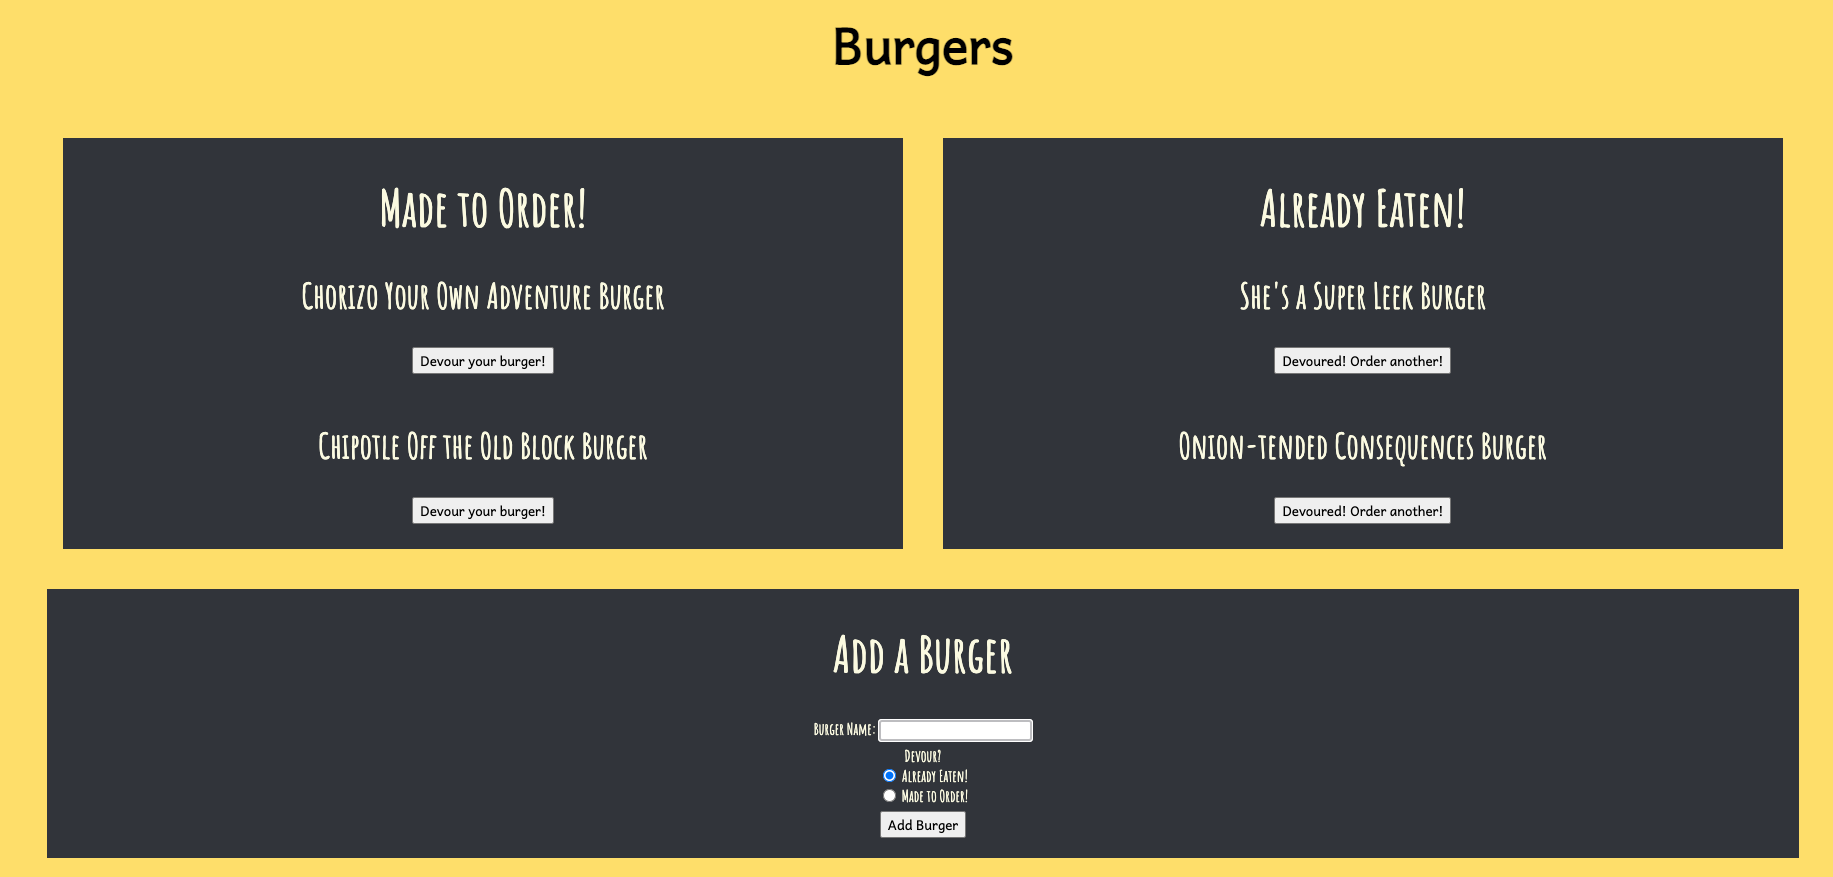 Burgers
Made to Order!
Chorizo Your Own Adventure Burger
Devour your burger!
Chipotle Off the Old Block Burger
Devour your burger!
Already Eaten!
She's a Super Leek Burger
Devoured! Order another!
Onion-tended Consequences Burger
Devoured! Order another!
Add a Burger
Burger Name:
Devour?
Already Eaten!
Made to Order!
Add Burger